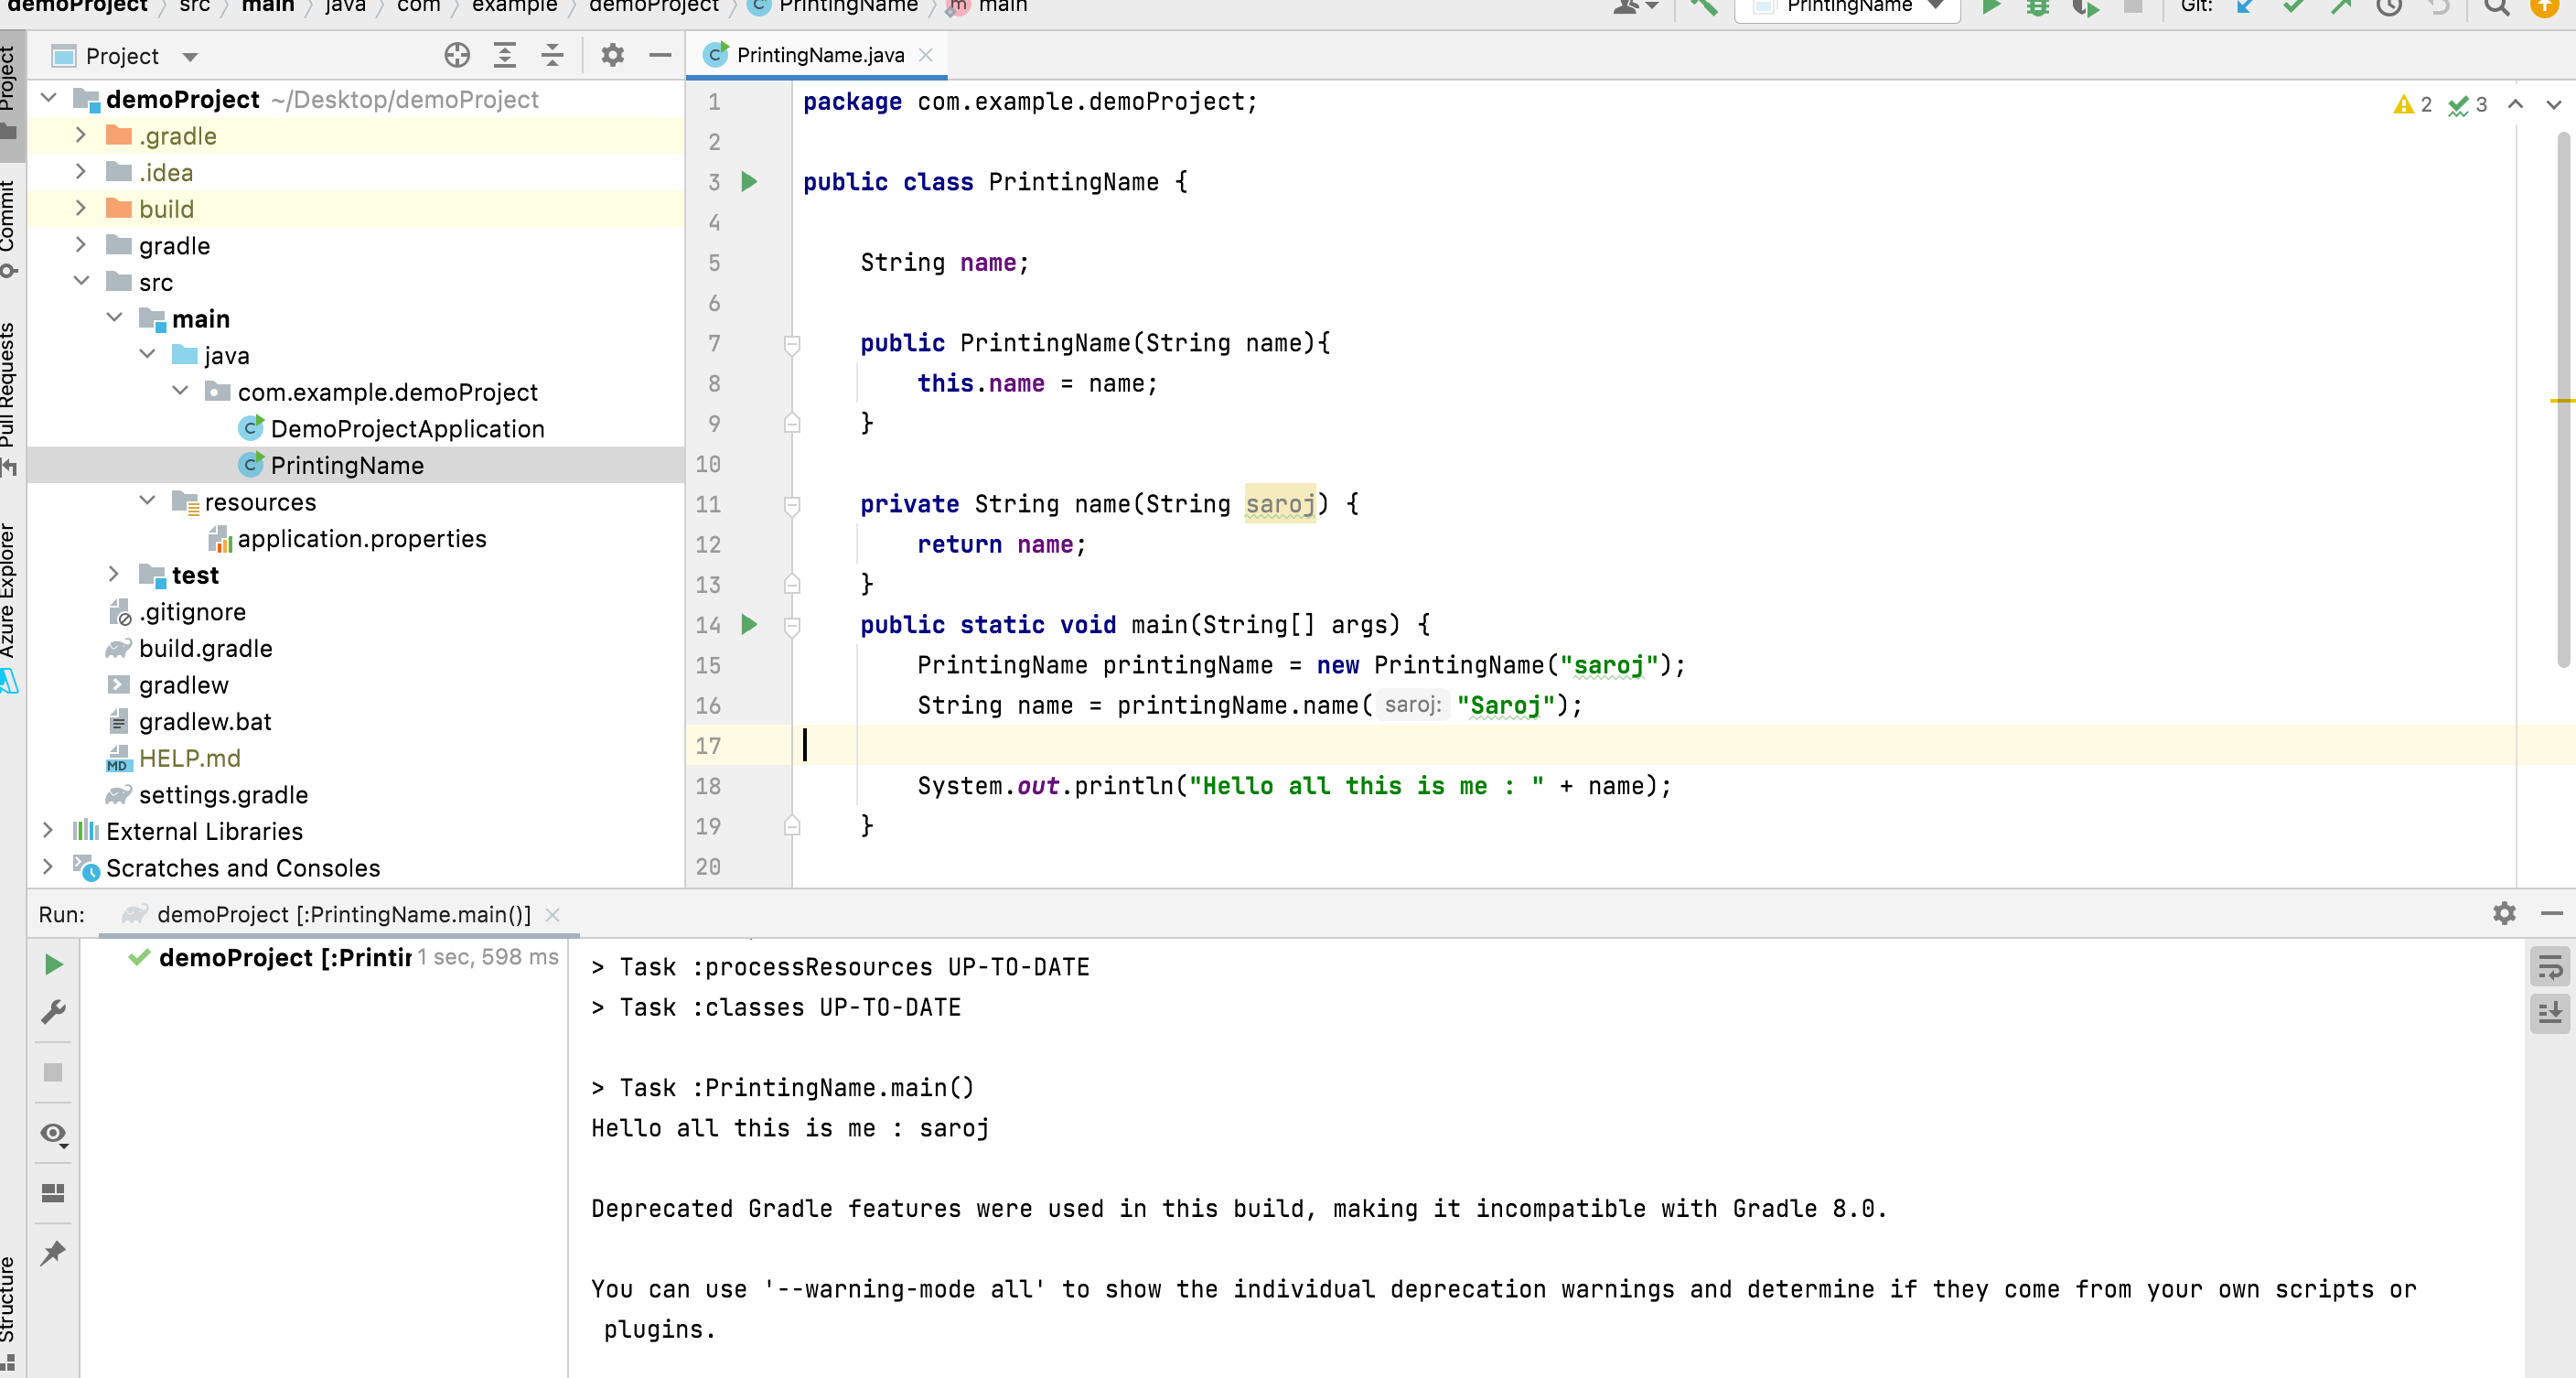 demoProject src main java com example demoProject PrintingName main
PrintingName Git:
Project
PrintingName.java
Project
Commit
Pull Requests
Azure Explorer
Structure
demoProject ~/Desktop/demoProject
.gradle
.idea
build
gradle
src
main
java
com.example.demoProject
DemoProjectApplication
PrintingName
resources
application.properties
test
.gitignore
build.gradle
gradlew
gradlew.bat
MD HELP.md
settings.gradle
External Libraries
Scratches and Consoles
2 3
1 package com.example.demoProject;
2
3 public class PrintingName {
4
5 String name;
6
7 public PrintingName(String name){
8 this.name = name;
9 }
10
11 private String name(String saroj) {
12 return name;
13 }
14 public static void main(String[] args) {
15 PrintingName printingName = new PrintingName("saroj");
16 String name = printingName.name( saroj: "Saroj");
17
18 System.out.println("Hello all this is me : " + name);
19 }
20
Run: demoProject [:PrintingName.main()]
demoProject [:Printir 1 sec, 598 ms
> Task :processResources UP-TO-DATE
> Task :classes UP-TO-DATE
> Task :PrintingName.main()
Hello all this is me : saroj
Deprecated Gradle features were used in this build, making it incompatible with Gradle 8.0.
You can use '--warning-mode all' to show the individual deprecation warnings and determine if they come from your own scripts or
plugins.